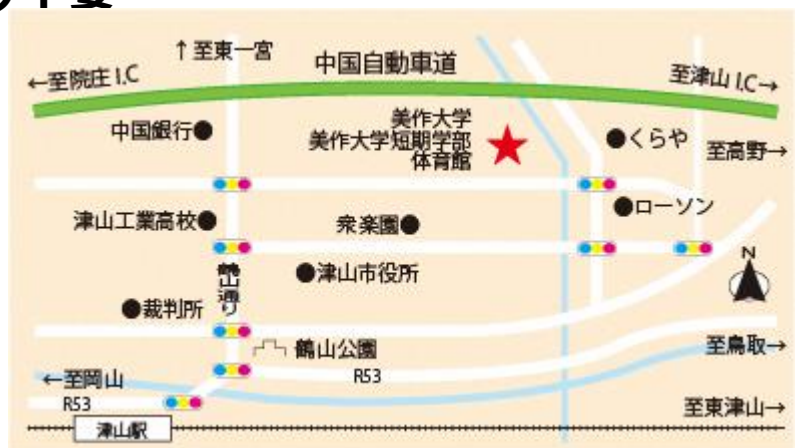 ↑至東一宮
中国自動車道
←至院庄I.C
至津山I.C→
中国銀行●
美作大学
美作大学短期学部
体育館
●くらや
至高野→
津山工業高校●
衆楽園●
●ローソン
鶴山通り
●津山市役所
N
●裁判所
鶴山公園
R53
至鳥取→
←至岡山
R53
至東津山→
津山駅